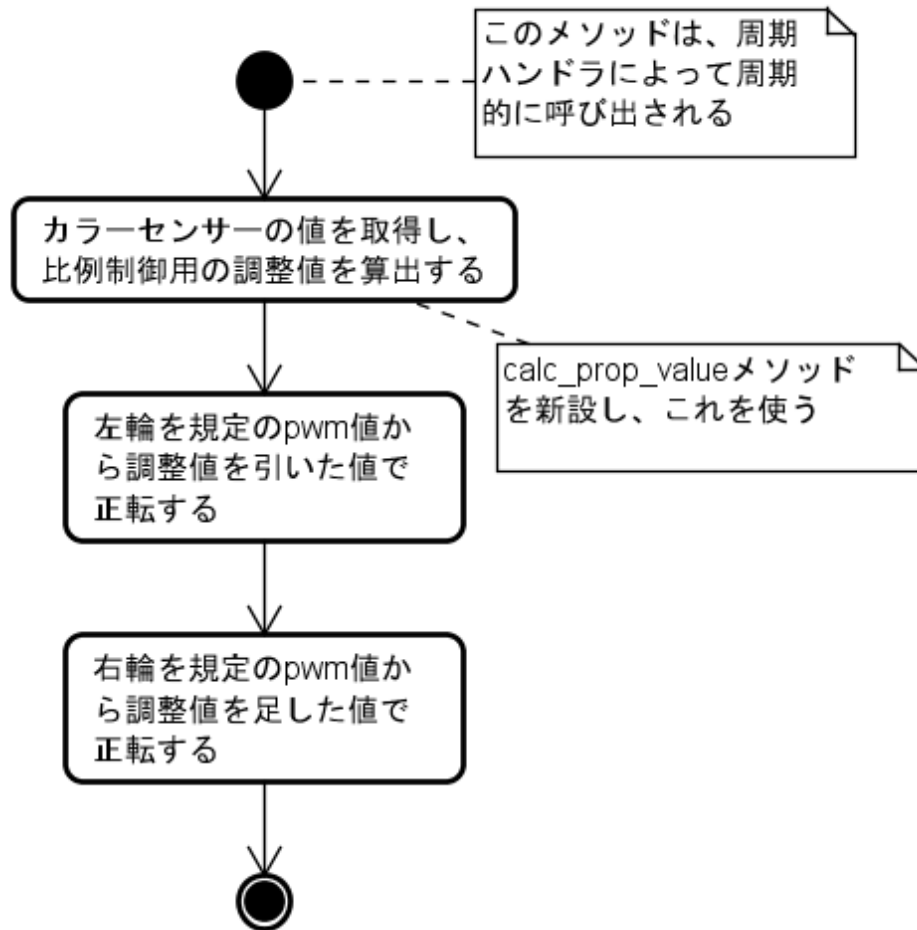 このメソッドは、周期
ハンドラによって周期
的に呼び出される
カラーセンサーの値を取得し、
比例制御用の調整値を算出する
calc_prop_valueメソッド
を新設し、これを使う
左輪を規定のpwm値か
ら調整値を引いた値で
正転する
右輪を規定のpwm値か
ら調整値を足した値で
正転する